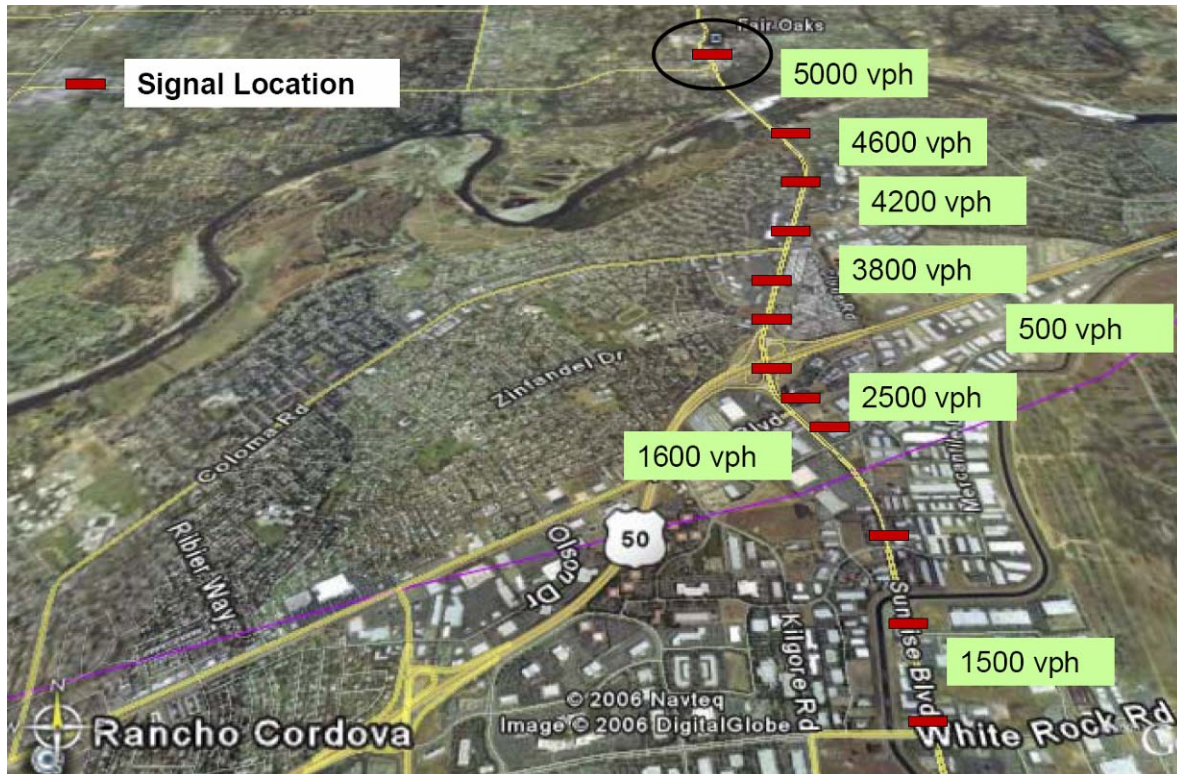 Fair Oaks
Signal Location
5000 vph
4600 vph
4200 vph
3800 vph
500 vph
Zinfandel Dr
2500 vph
Coloma Rd
Blvd
1600 vph
Mercantile
50
Olson Dr
Ribier Way
Sunrise Blvd
Kilgore Rd
1500 vph
N
© 2006 Navteq
Image © 2006 DigitalGlobe
Rancho Cordova
White Rock Rd
G